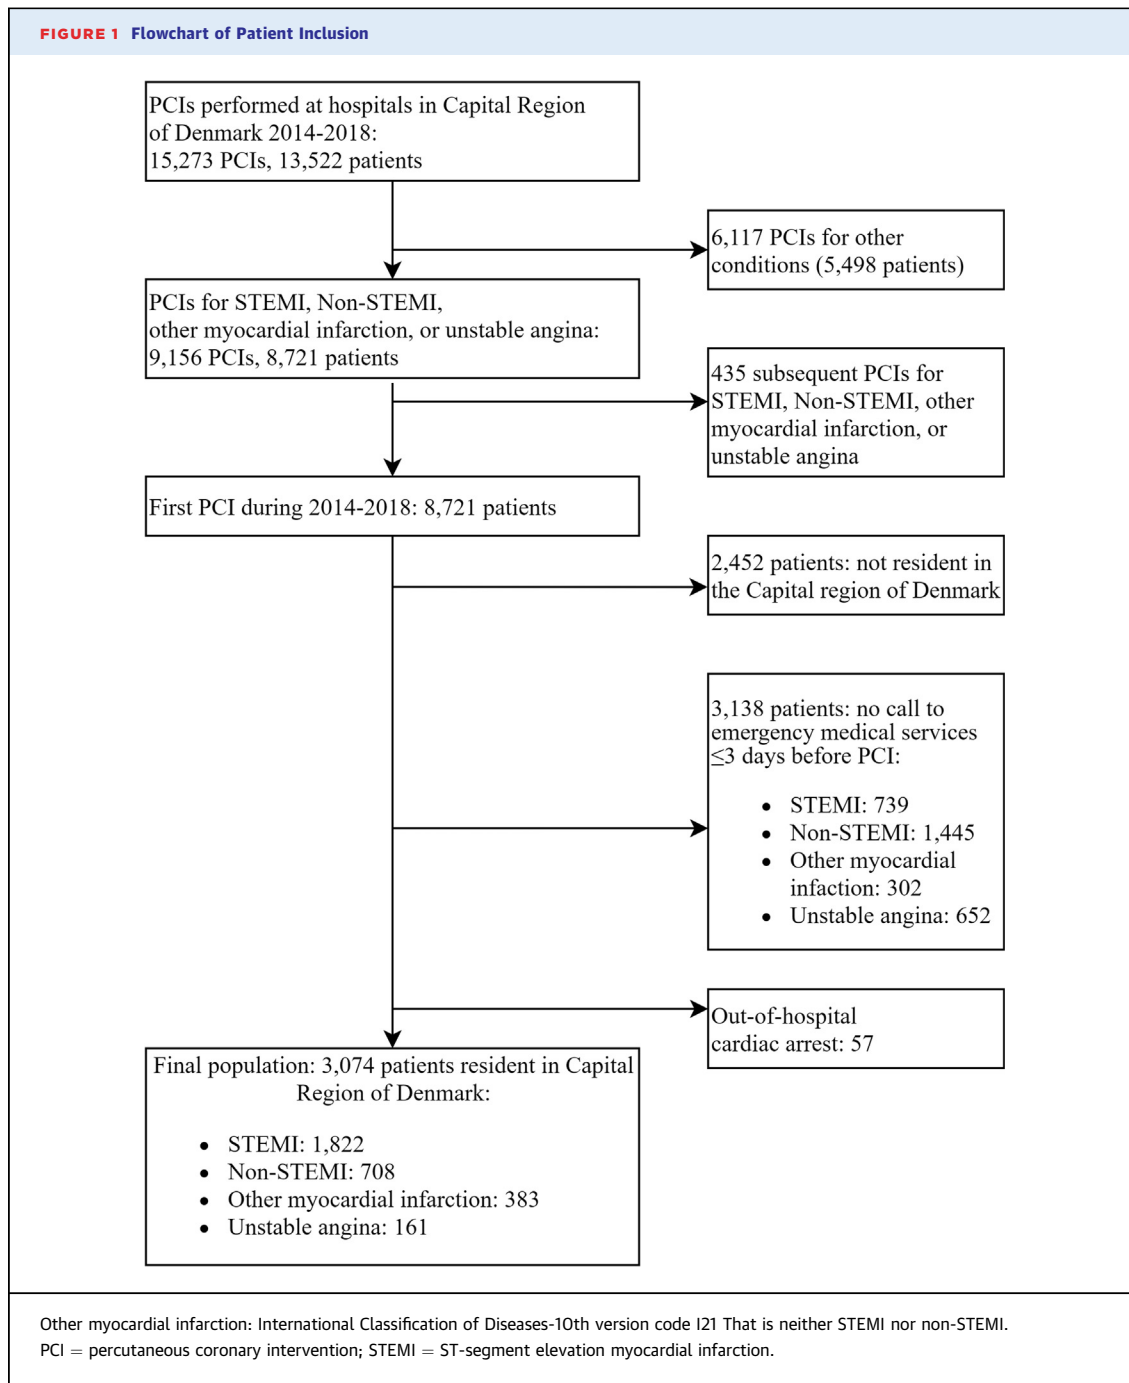 FIGURE 1 Flowchart of Patient Inclusion
PCIs performed at hospitals in Capital Region
of Denmark 2014-2018:
15,273 PCIs, 13,522 patients
6,117 PCIs for other
conditions (5,498 patients)
PCIs for STEMI, Non-STEMI,
other myocardial infarction, or unstable angina:
9,156 PCIs, 8,721 patients
435 subsequent PCIs for
STEMI, Non-STEMI, other
myocardial infarction, or
unstable angina
First PCI during 2014-2018: 8,721 patients
2,452 patients: not resident in
the Capital region of Denmark
3,138 patients: no call to
emergency medical services
≤3 days before PCI:
• STEMI: 739
• Non-STEMI: 1,445
• Other myocardial
infaction: 302
• Unstable angina: 652
Out-of-hospital
cardiac arrest: 57
Final population: 3,074 patients resident in Capital
Region of Denmark:
• STEMI: 1,822
• Non-STEMI: 708
• Other myocardial infarction: 383
• Unstable angina: 161
Other myocardial infarction: International Classification of Diseases-10th version code I21 That is neither STEMI nor non-STEMI.
PCI = percutaneous coronary intervention; STEMI = ST-segment elevation myocardial infarction.